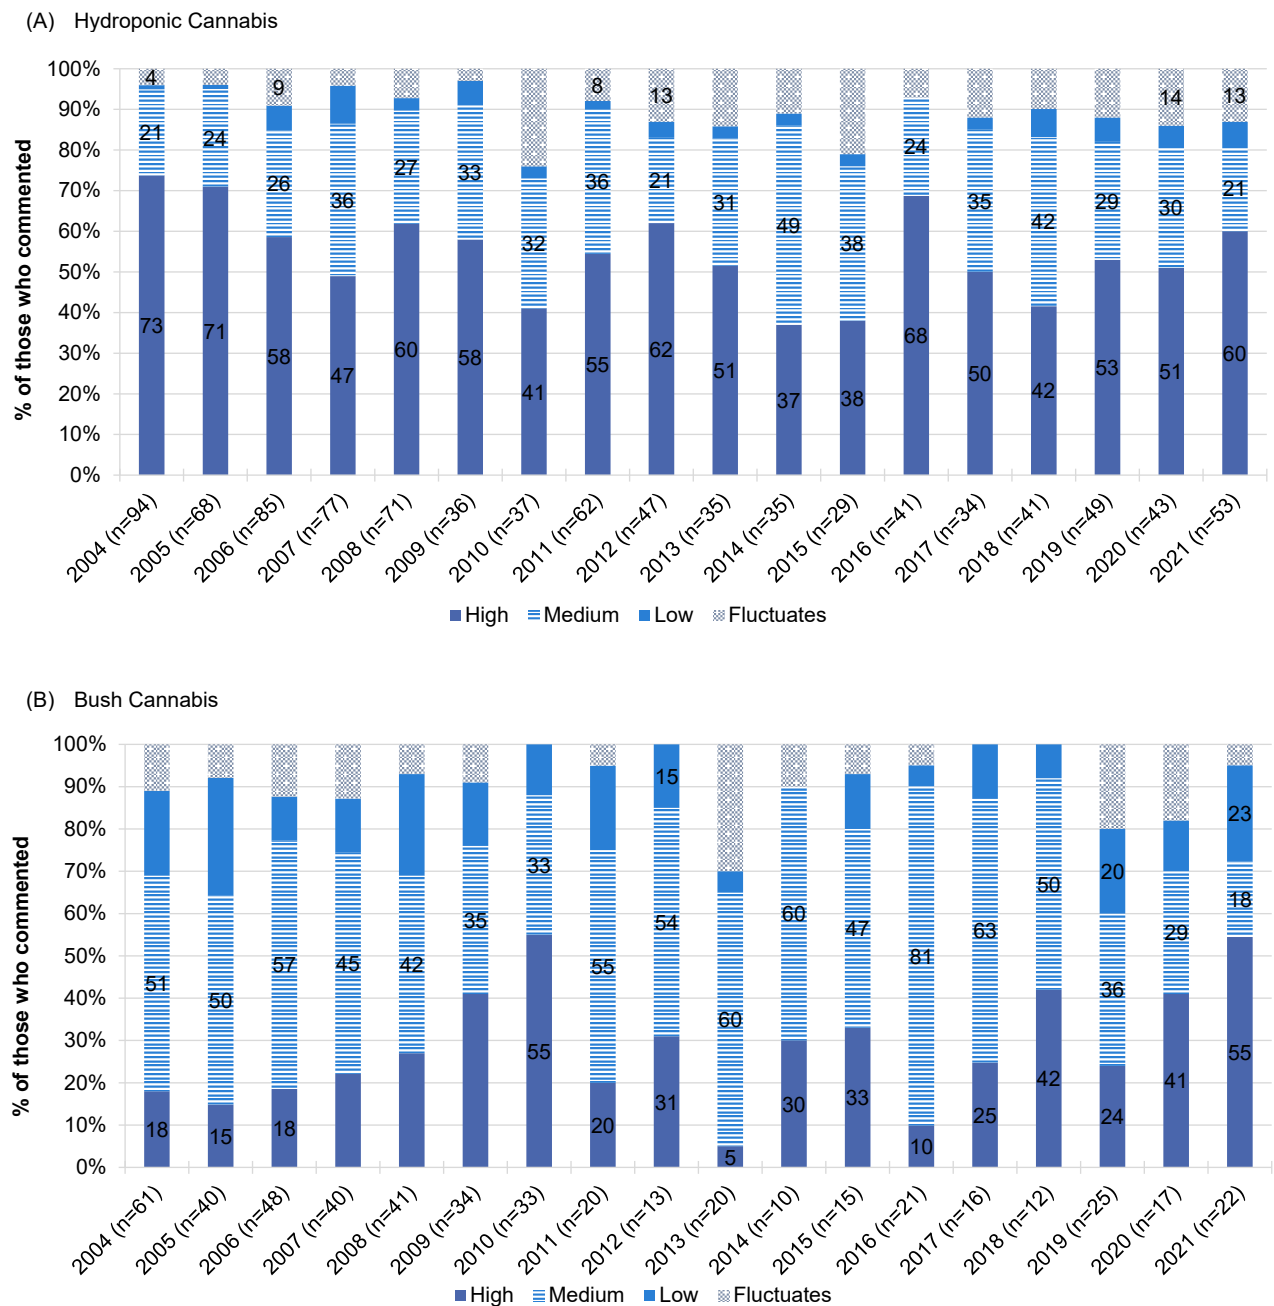 (A) Hydroponic Cannabis
% of those who commented
100%
90%
80%
70%
60%
50%
40%
30%
20%
10%
0%
4 9 8 13 14 13
21 24 26 36 27 33 32 36 21 31 49 38 24 35 42 29 30 21
73 71 58 47 60 58 41 55 62 51 37 38 68 50 42 53 51 60
2004 (n=94) 2005 (n=68) 2006 (n=85) 2007 (n=77) 2008 (n=71) 2009 (n=36) 2010 (n=37) 2011 (n=62) 2012 (n=47) 2013 (n=35) 2014 (n=35) 2015 (n=29) 2016 (n=41) 2017 (n=34) 2018 (n=41) 2019 (n=49) 2020 (n=43) 2021 (n=53)
High Medium Low Fluctuates
(B) Bush Cannabis
% of those who commented
100%
90%
80%
70%
60%
50%
40%
30%
20%
10%
0%
15 20 23
51 50 57 45 42 35 33 55 54 60 60 47 81 63 50 36 29 18
18 15 18 55 20 31 5 30 33 10 25 42 24 41 55
2004 (n=61) 2005 (n=40) 2006 (n=48) 2007 (n=40) 2008 (n=41) 2009 (n=34) 2010 (n=33) 2011 (n=20) 2012 (n=13) 2013 (n=20) 2014 (n=10) 2015 (n=15) 2016 (n=21) 2017 (n=16) 2018 (n=12) 2019 (n=25) 2020 (n=17) 2021 (n=22)
High Medium Low Fluctuates